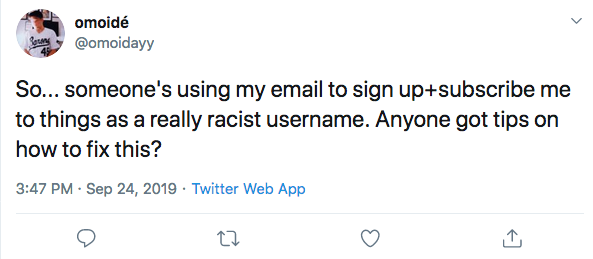 omoidé
@omoidayy
So... someone's using my email to sign up+subscribe me
to things as a really racist username. Anyone got tips on
how to fix this?
3:47 PM · Sep 24, 2019 · Twitter Web App